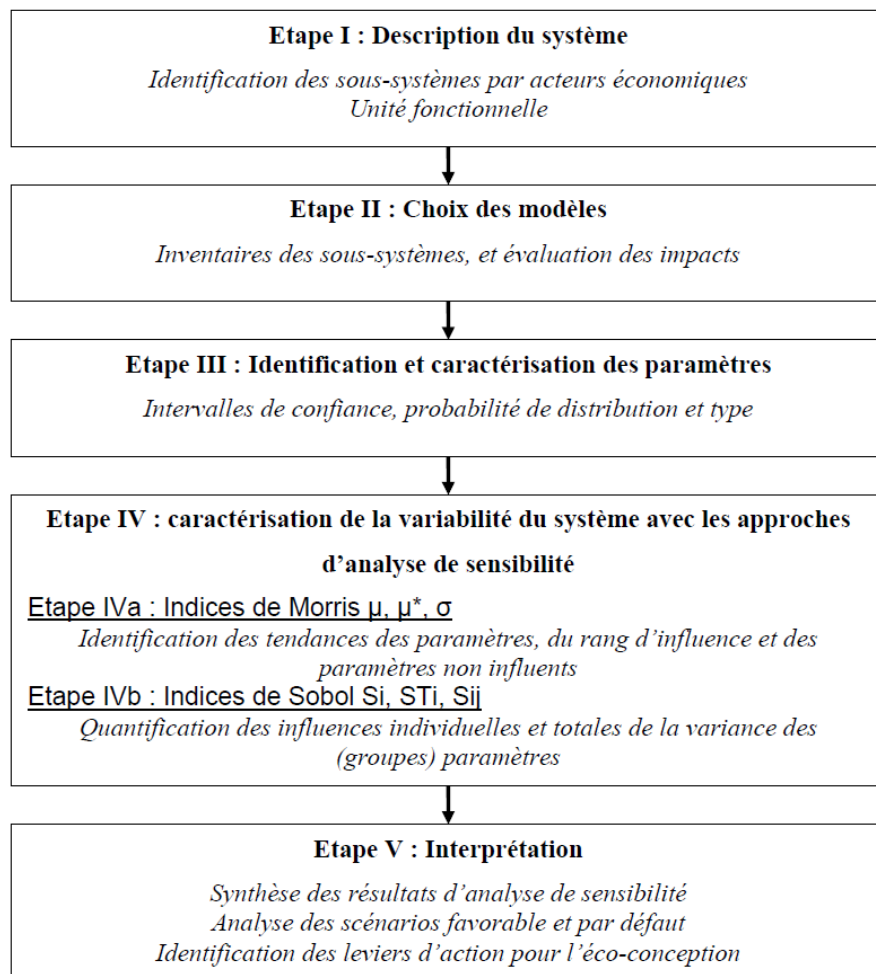 Etape I : Description du système
Identification des sous-systèmes par acteurs économiques
Unité fonctionnelle
Etape II : Choix des modèles
Inventaires des sous-systèmes, et évaluation des impacts
Etape III : Identification et caractérisation des paramètres
Intervalles de confiance, probabilité de distribution et type
Etape IV : caractérisation de la variabilité du système avec les approches
d’analyse de sensibilité
Etape IVa : Indices de Morris μ, μ*, σ
Identification des tendances des paramètres, du rang d’influence et des
paramètres non influents
Etape IVb : Indices de Sobol Si, STi, Sij
Quantification des influences individuelles et totales de la variance des
(groupes) paramètres
Etape V : Interprétation
Synthèse des résultats d’analyse de sensibilité
Analyse des scénarios favorable et par défaut
Identification des leviers d’action pour l’éco-conception